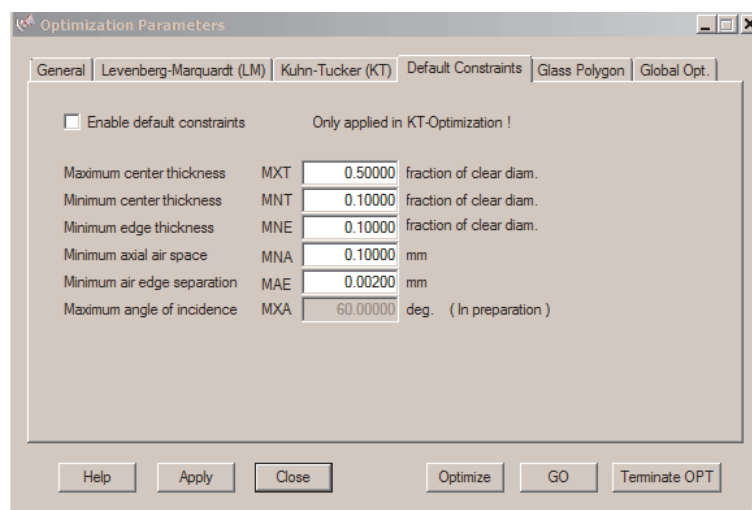 Optimization Parameters
General Levenberg-Marquardt (LM) Kuhn-Tucker (KT) Default Constraints Glass Polygon Global Opt.
Enable default constraints Only applied in KT-Optimization !
Maximum center thickness MXT 0.50000 fraction of clear diam.
Minimum center thickness MNT 0.10000 fraction of clear diam.
Minimum edge thickness MNE 0.10000 fraction of clear diam.
Minimum axial air space MNA 0.10000 mm
Minimum air edge separation MAE 0.00200 mm
Maximum angle of incidence MXA 60.00000 deg. ( In preparation )
Help Apply Close Optimize GO Terminate OPT